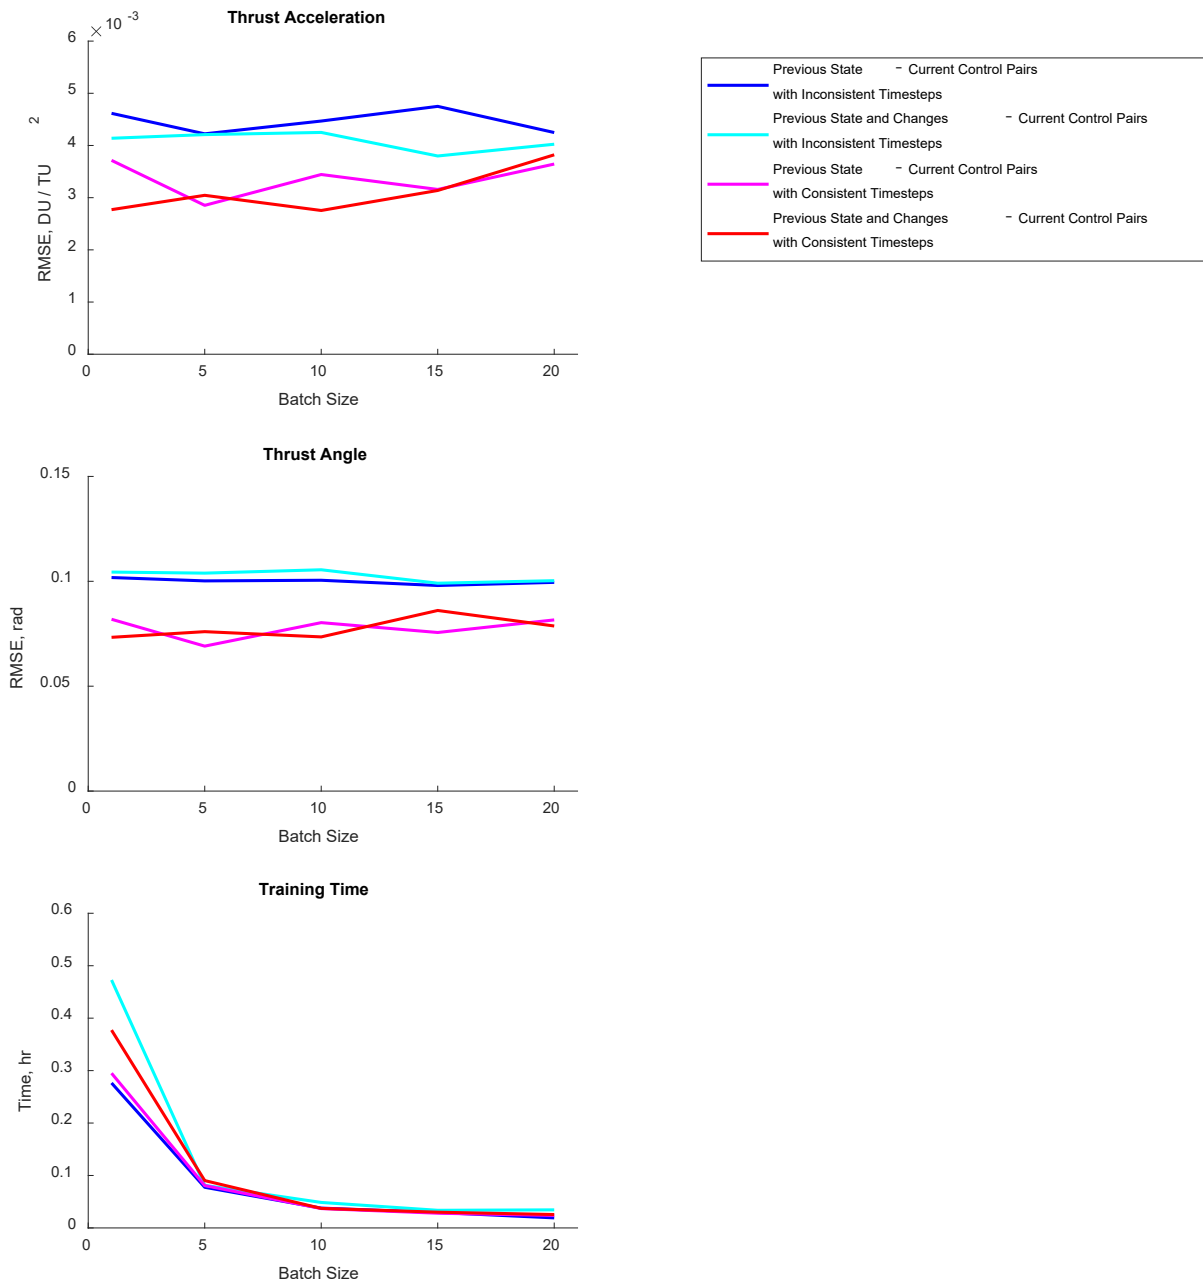 Thrust Acceleration
× 10 -3
6
5
4
3
2
1
0
RMSE, DU / TU 2
0 5 10 15 20
Batch Size
Previous State - Current Control Pairs
with Inconsistent Timesteps
Previous State and Changes - Current Control Pairs
with Inconsistent Timesteps
Previous State - Current Control Pairs
with Consistent Timesteps
Previous State and Changes - Current Control Pairs
with Consistent Timesteps
Thrust Angle
0.15
0.1
0.05
0
RMSE, rad
0 5 10 15 20
Batch Size
Training Time
0.6
0.5
0.4
0.3
0.2
0.1
0
Time, hr
0 5 10 15 20
Batch Size